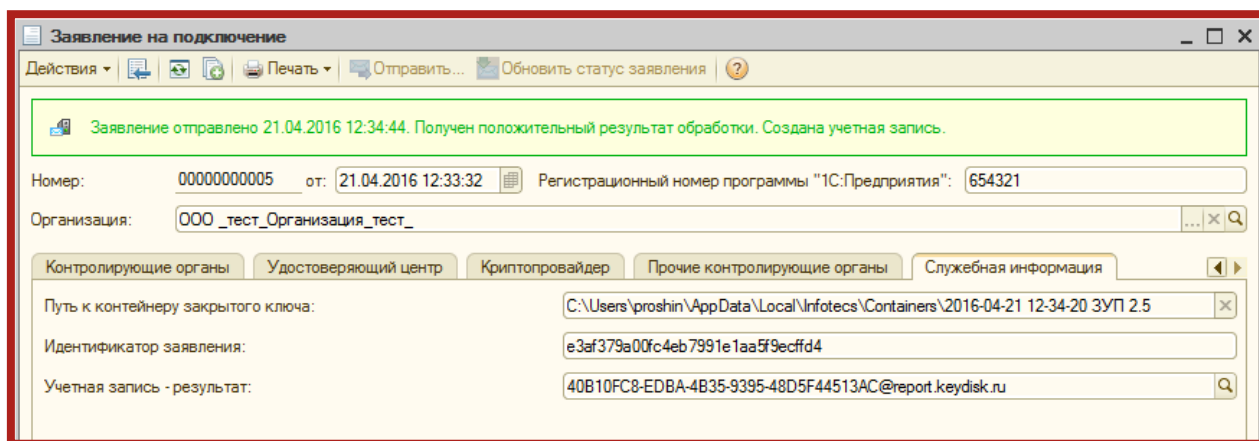 Заявление на подключение
Действия Печать Отправить... Обновить статус заявления ?
Заявление отправлено 21.04.2016 12:34:44. Получен положительный результат обработки. Создана учетная запись.
Номер: 00000000005 от: 21.04.2016 12:33:32 Регистрационный номер программы "1С:Предприятия": 654321
Организация: ООО _тест_Организация_тест_ ...
Контролирующие органы Удостоверяющий центр Криптопровайдер Прочие контролирующие органы Служебная информация
Путь к контейнеру закрытого ключа: C:\Users\proshin\AppData\Local\Infotecs\Containers\2016-04-21 12-34-20 ЗУП 2.5
Идентификатор заявления: e3af379a00fc4eb7991e1aa5f9ecffd4
Учетная запись - результат: 40B10FC8-EDBA-4B35-9395-48D5F44513AC@report.keydisk.ru